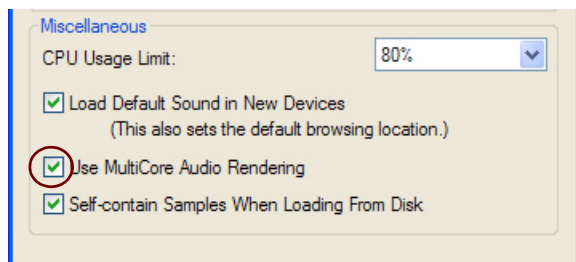 Miscellaneous
CPU Usage Limit: 80%
Load Default Sound in New Devices
(This also sets the default browsing location.)
Use MultiCore Audio Rendering
Self-contain Samples When Loading From Disk